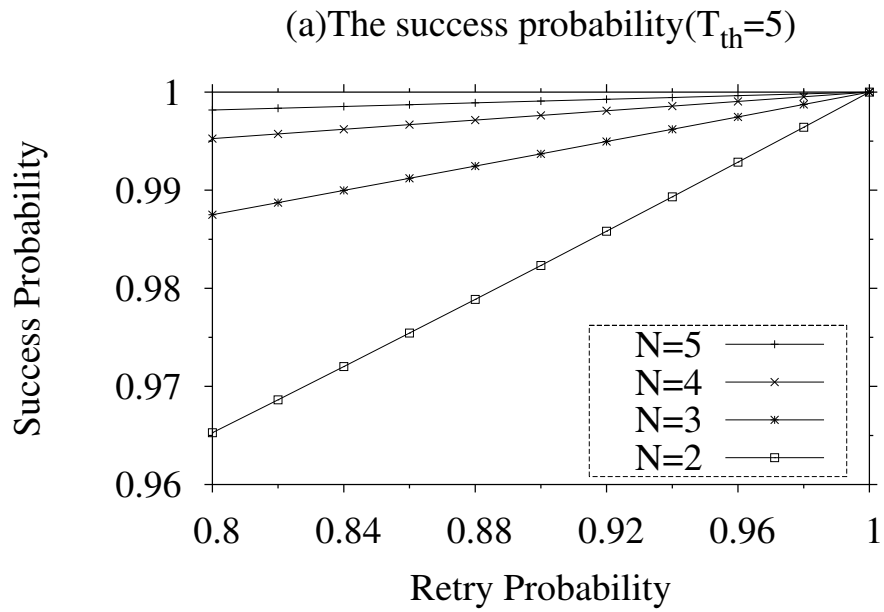 (a)The success probability(T_th=5)
Success Probability
1
0.99
0.98
0.97
0.96
N=5
N=4
N=3
N=2
0.8 0.84 0.88 0.92 0.96 1
Retry Probability